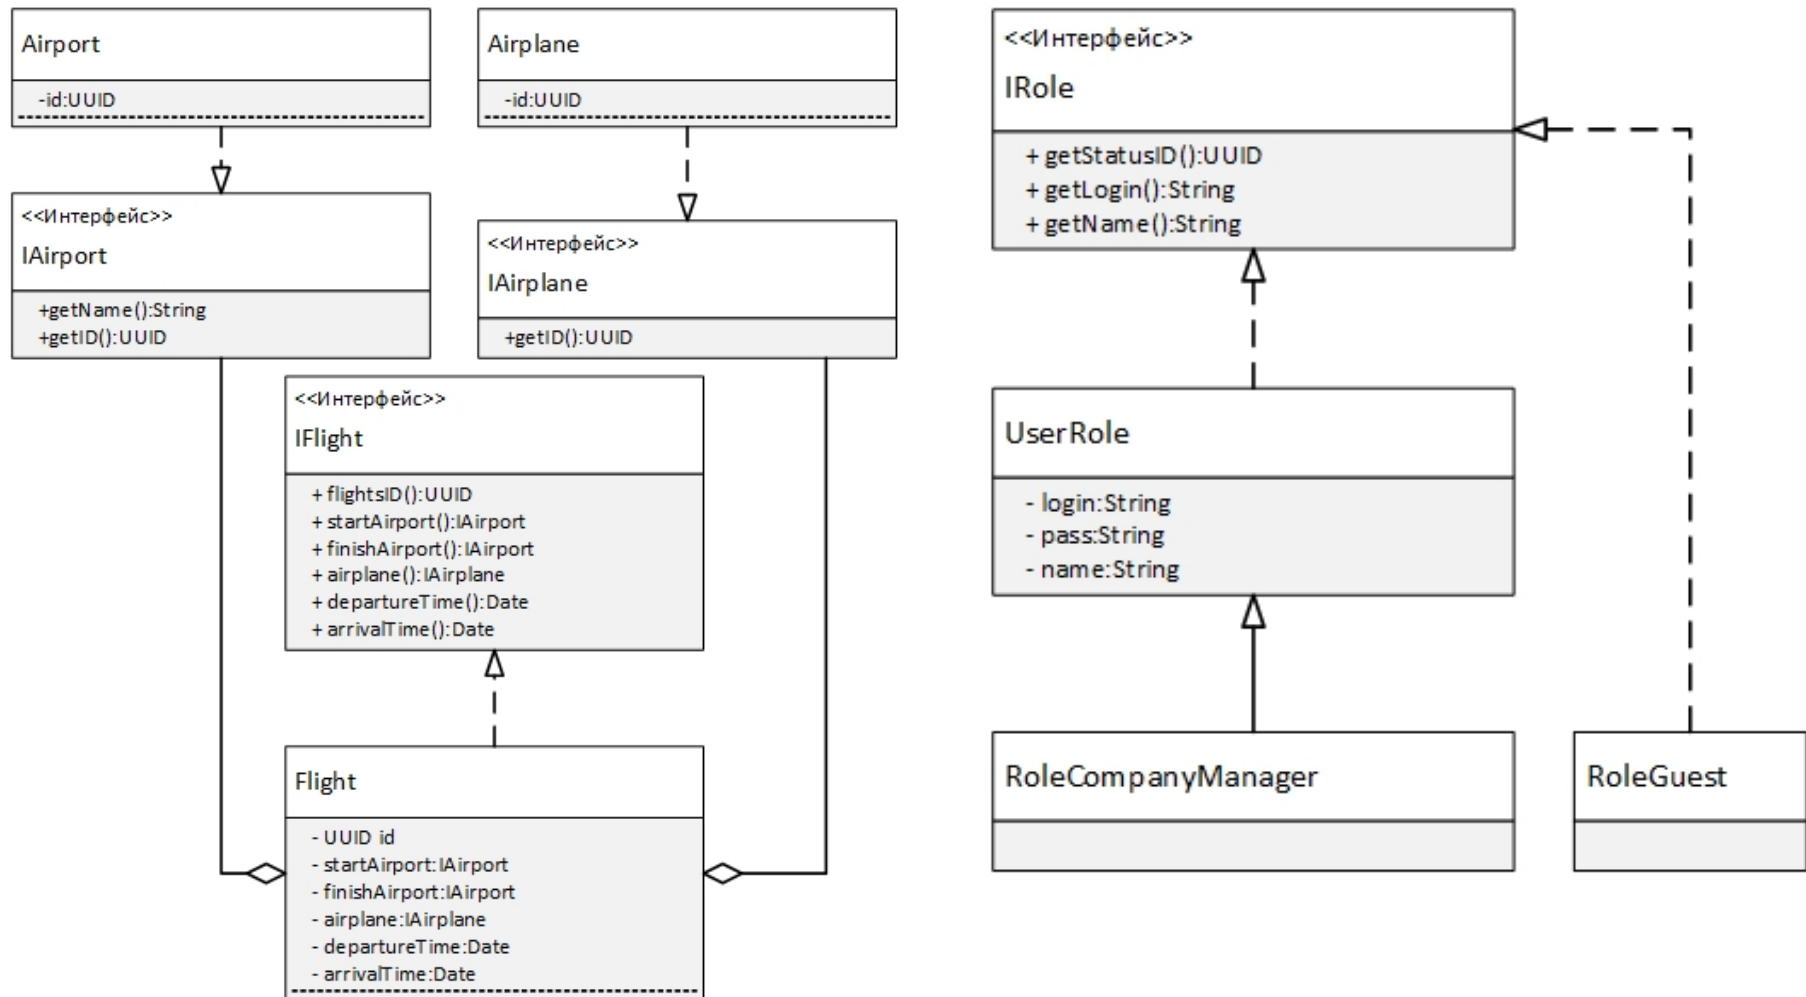 Airport
-id:UUID
Airplane
-id:UUID
<<Интерфейс>>
IAirport
+getName():String
+getID():UUID
<<Интерфейс>>
IAirplane
+getID():UUID
<<Интерфейс>>
IFlight
+ flightsID():UUID
+ startAirport():IAirport
+ finishAirport():IAirport
+ airplane():IAirplane
+ departureTime():Date
+ arrivalTime():Date
Flight
- UUID id
- startAirport:IAirport
- finishAirport:IAirport
- airplane:IAirplane
- departureTime:Date
- arrivalTime:Date
<<Интерфейс>>
IRole
+ getStatusID():UUID
+ getLogin():String
+ getName():String
UserRole
- login:String
- pass:String
- name:String
RoleCompanyManager
RoleGuest